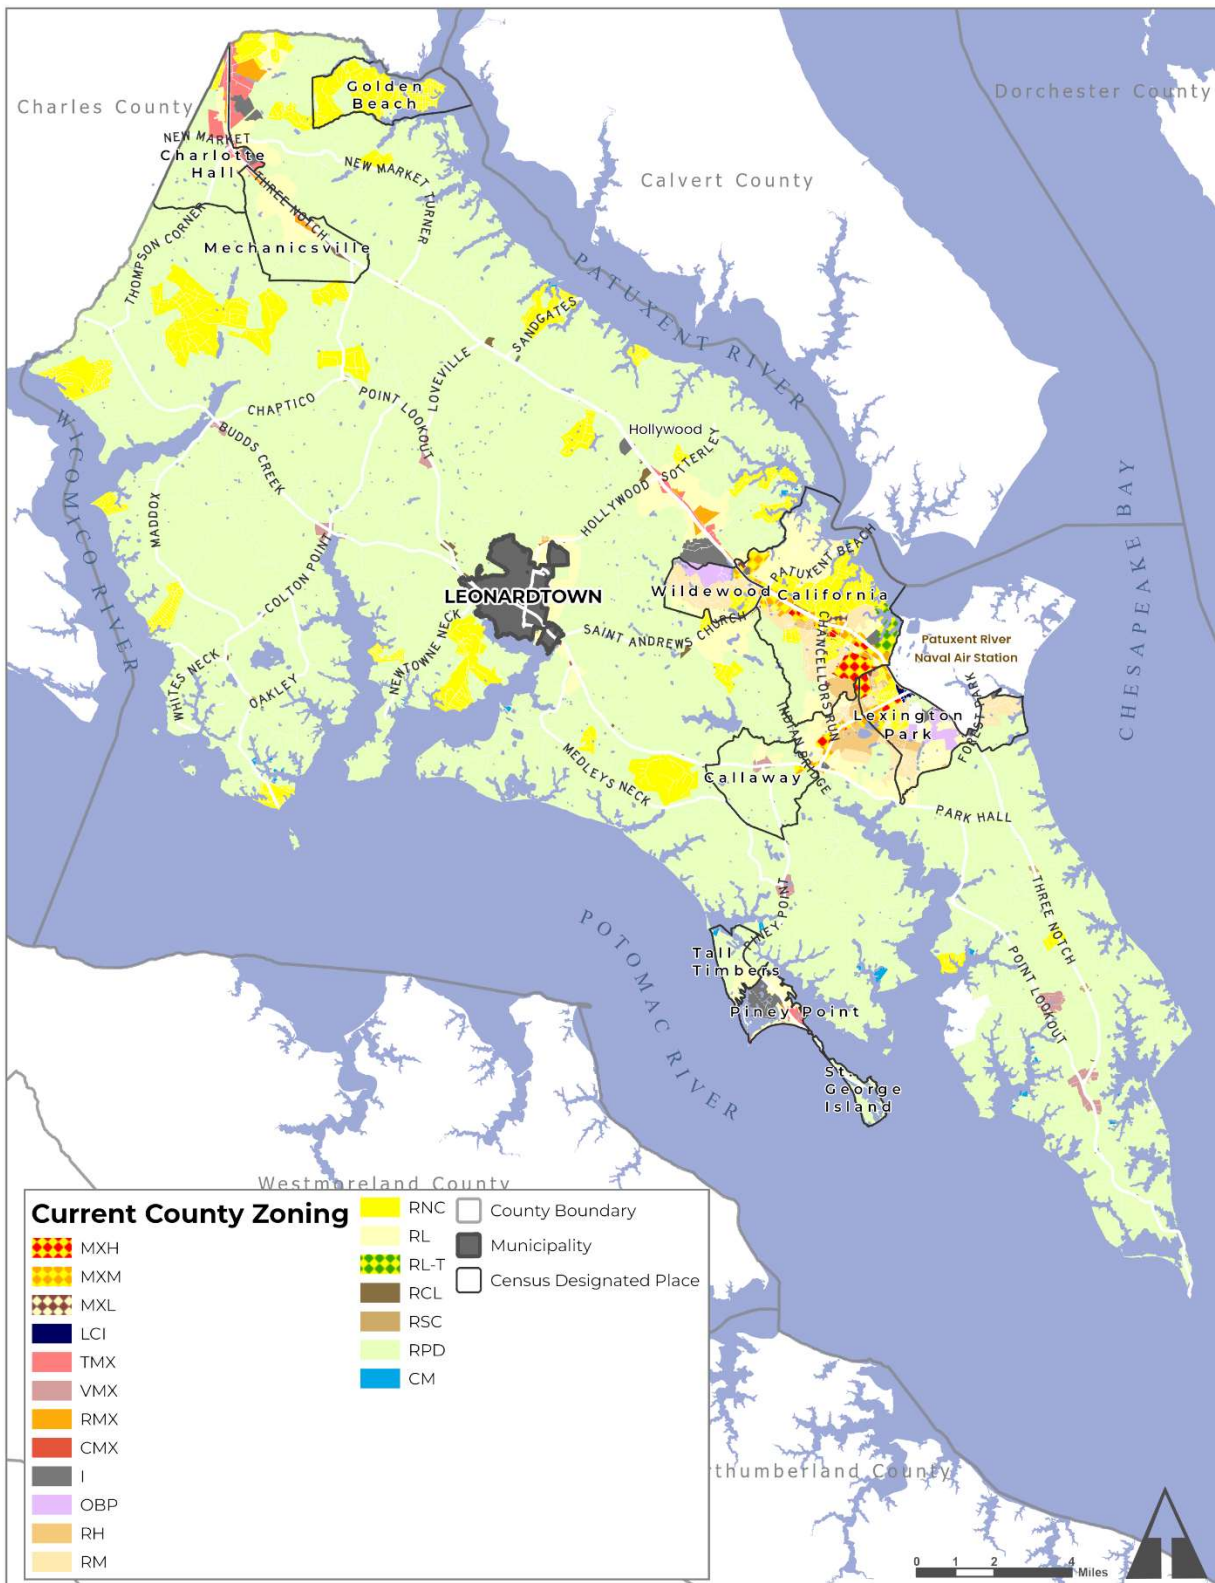 Charles County
Golden
Beach
Dorchester County
NEW MARKET
Charlotte
Hall
NEW MARKET TURNER
Calvert County
THREE NOTCH
THOMPSON CORNER
Mechanicsville
PATUXENT RIVER
SANDGATES
LOVEVILLE
CHAPTICO
POINT LOOKOUT
WICOMICO RIVER
BUDDS CREEK
Hollywood
HOLLYWOOD SOTTERLEY
MADDOX
CHESAPEAKE BAY
PATUXENT BEACH
COLTON POINT
LEONARDTOWN
Wildewood
California
NEWTOWNE NECK
SAINT ANDREWS CHURCH
CHANCELLORS RUN
Patuxent River
Naval Air Station
WHITES NECK
OAKLEY
Lexington
Park
FOREST PARK
INDIAN BRIDGE
MEDLEYS NECK
Callaway
PARK HALL
THREE NOTCH
PINEY POINT
POTOMAC RIVER
Tall
Timbers
POINT LOOKOUT
Piney Point
St.
George
Island
Westmoreland County
Current County Zoning
MXH
MXM
MXL
LCI
TMX
VMX
RMX
CMX
I
OBP
RH
RM
RNC
RL
RL-T
RCL
RSC
RPD
CM
County Boundary
Municipality
Census Designated Place
rthumberland County
0 1 2 4
Miles